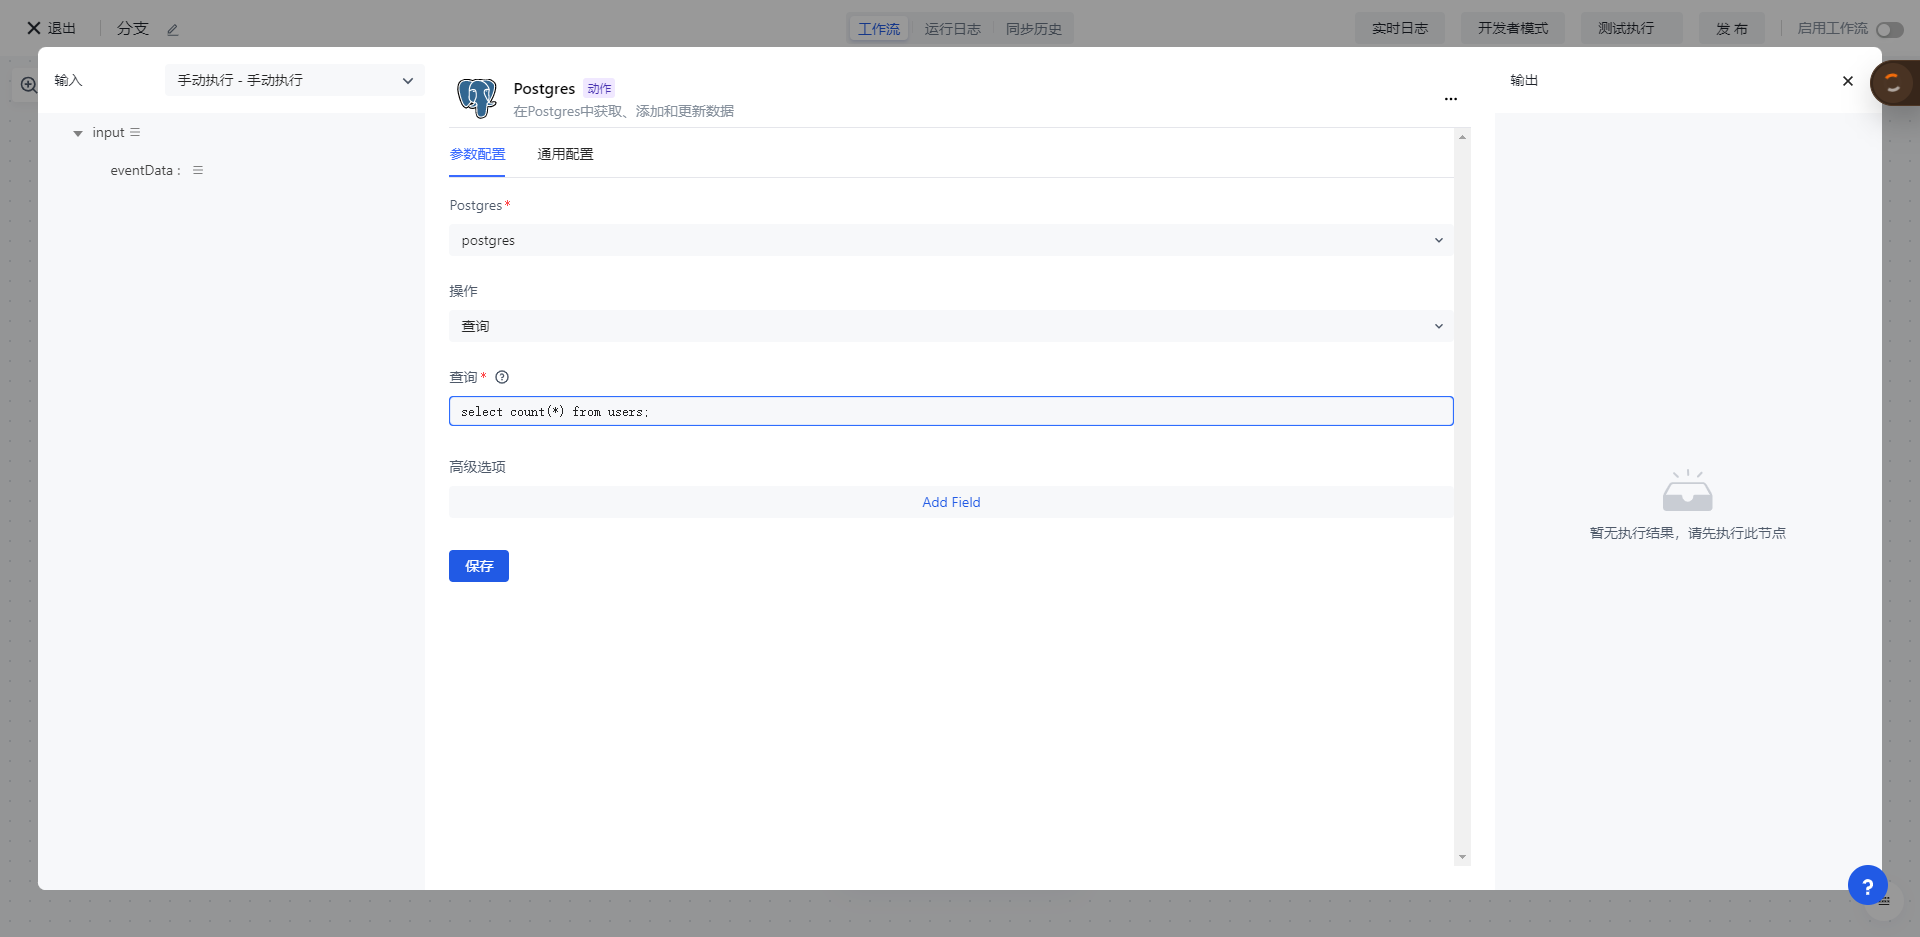 退出
分支
工作流
运行日志
同步历史
实时日志
开发者模式
测试执行
发 布
启用工作流
输入
手动执行 - 手动执行
input
eventData :
Postgres
动作
在Postgres中获取、添加和更新数据
参数配置
通用配置
Postgres*
postgres
操作
查询
查询* ?
select count(*) from users;
高级选项
Add Field
保存
输出
暂无执行结果，请先执行此节点
?